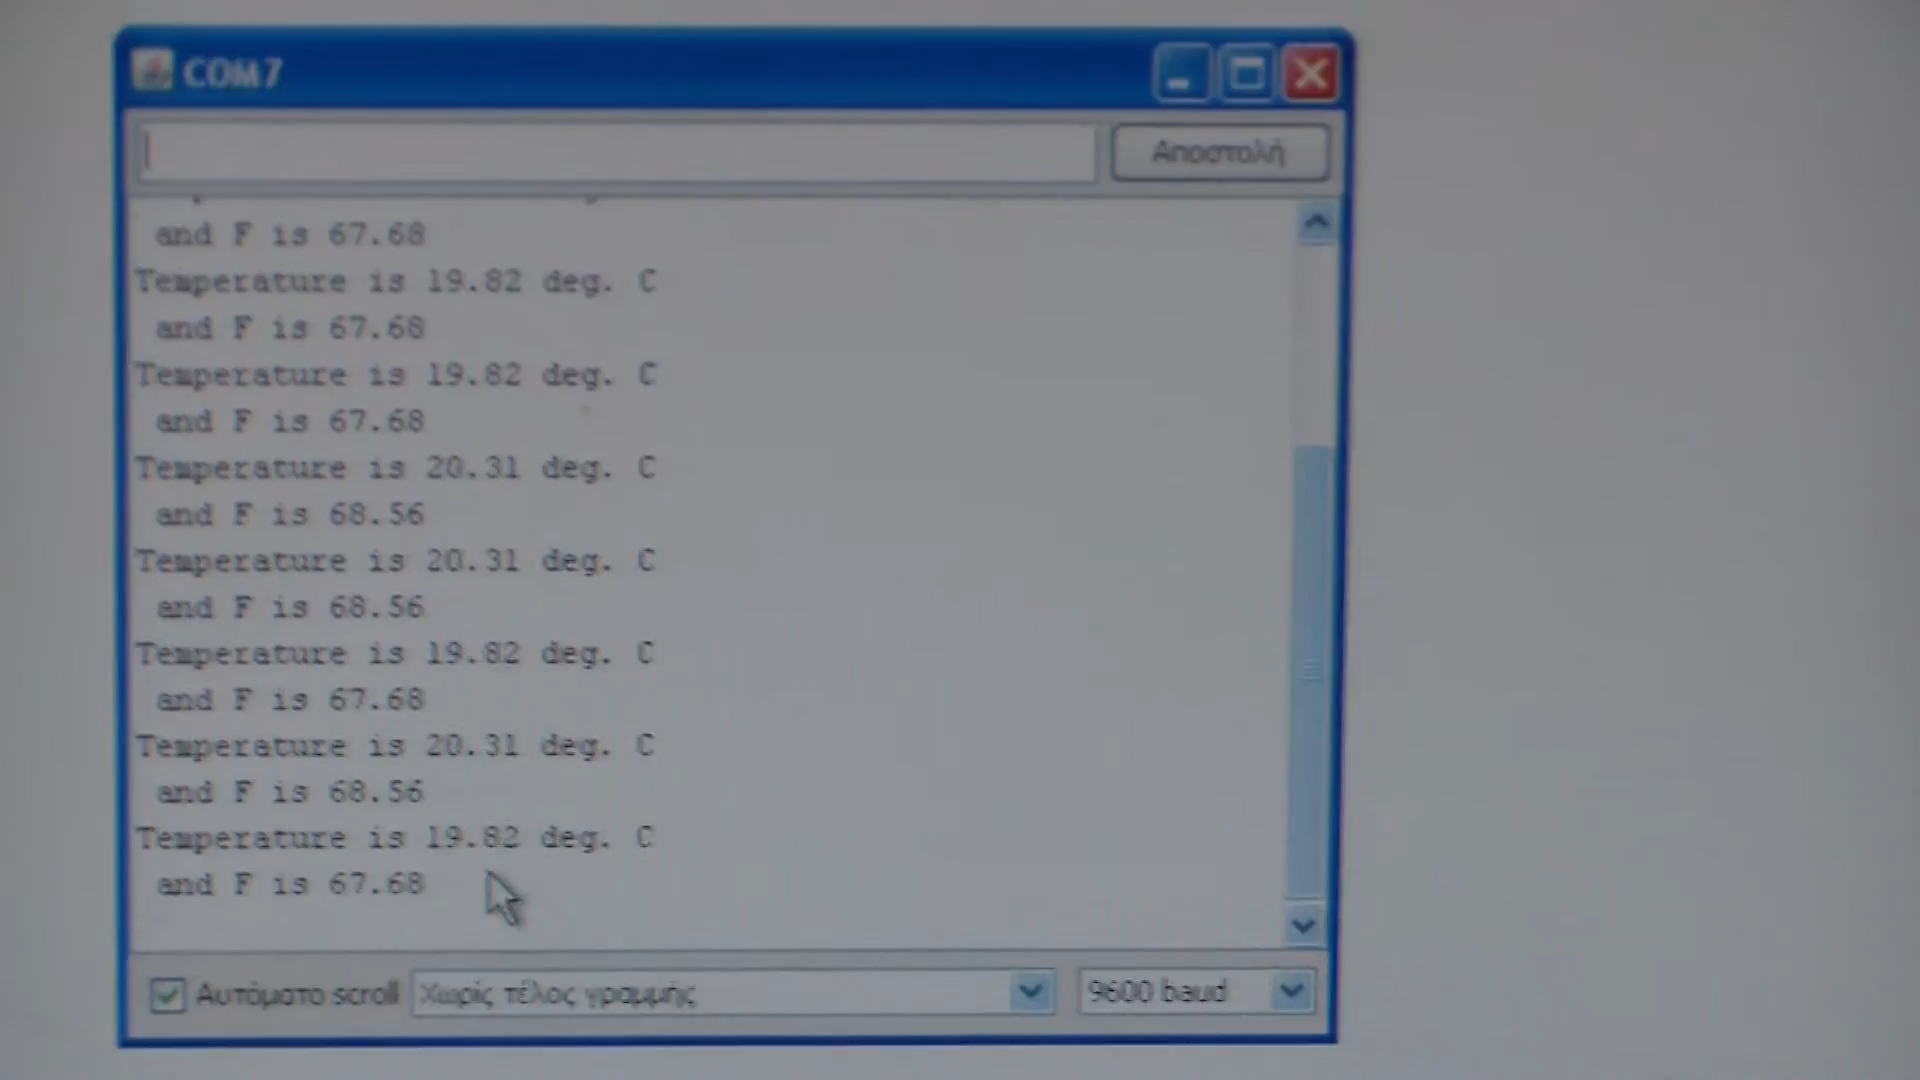 COM7
Αποστολή
and F is 67.68
Temperature is 19.82 deg. C
and F is 67.68
Temperature is 19.82 deg. C
and F is 67.68
Temperature is 20.31 deg. C
and F is 68.56
Temperature is 20.31 deg. C
and F is 68.56
Temperature is 19.82 deg. C
and F is 67.68
Temperature is 20.31 deg. C
and F is 68.56
Temperature is 19.82 deg. C
and F is 67.68
Αυτόματο scroll Χωρίς τέλος γραμμής 9600 baud